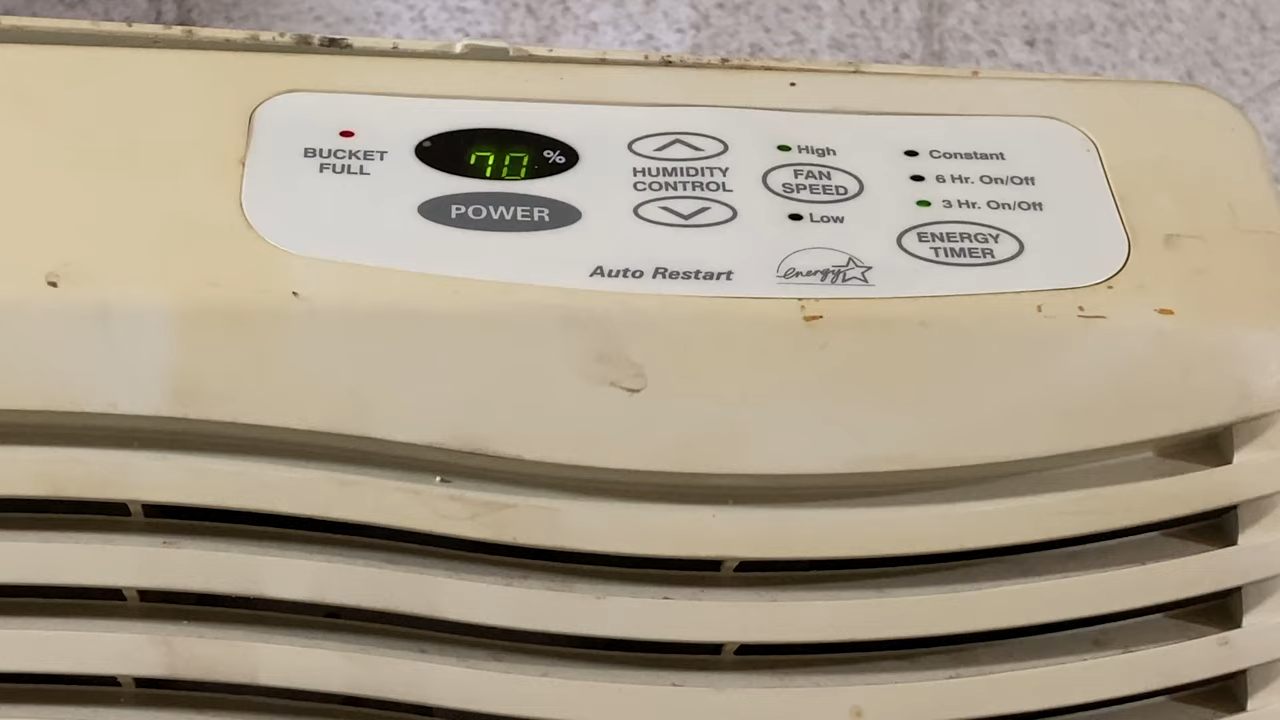 BUCKET
FULL
70 %
POWER
HUMIDITY
CONTROL
High
FAN
SPEED
Low
Constant
6 Hr. On/Off
3 Hr. On/Off
ENERGY
TIMER
Auto Restart
energy